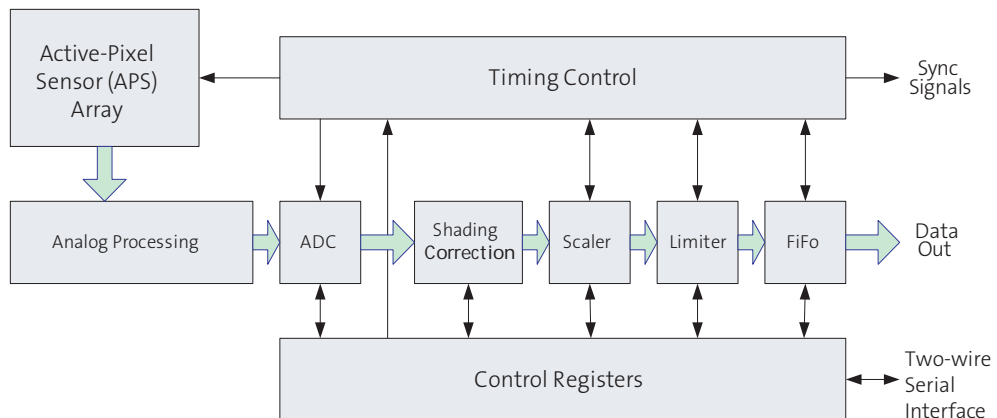 Active-Pixel
Sensor (APS)
Array
Timing Control
Sync
Signals
Analog Processing
ADC
Shading
Correction
Scaler
Limiter
FiFo
Data
Out
Control Registers
Two-wire
Serial
Interface